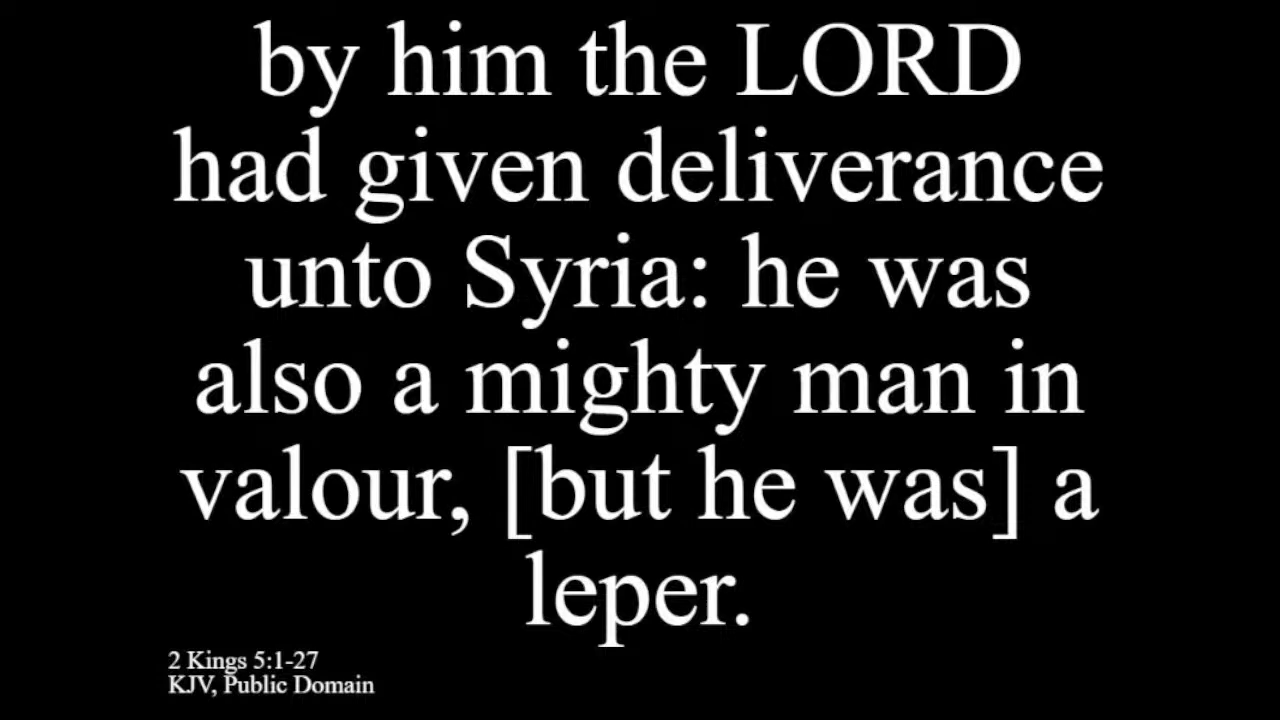 by him the LORD
had given deliverance
unto Syria: he was
also a mighty man in
valour, [but he was] a
leper.
2 Kings 5:1-27
KJV, Public Domain